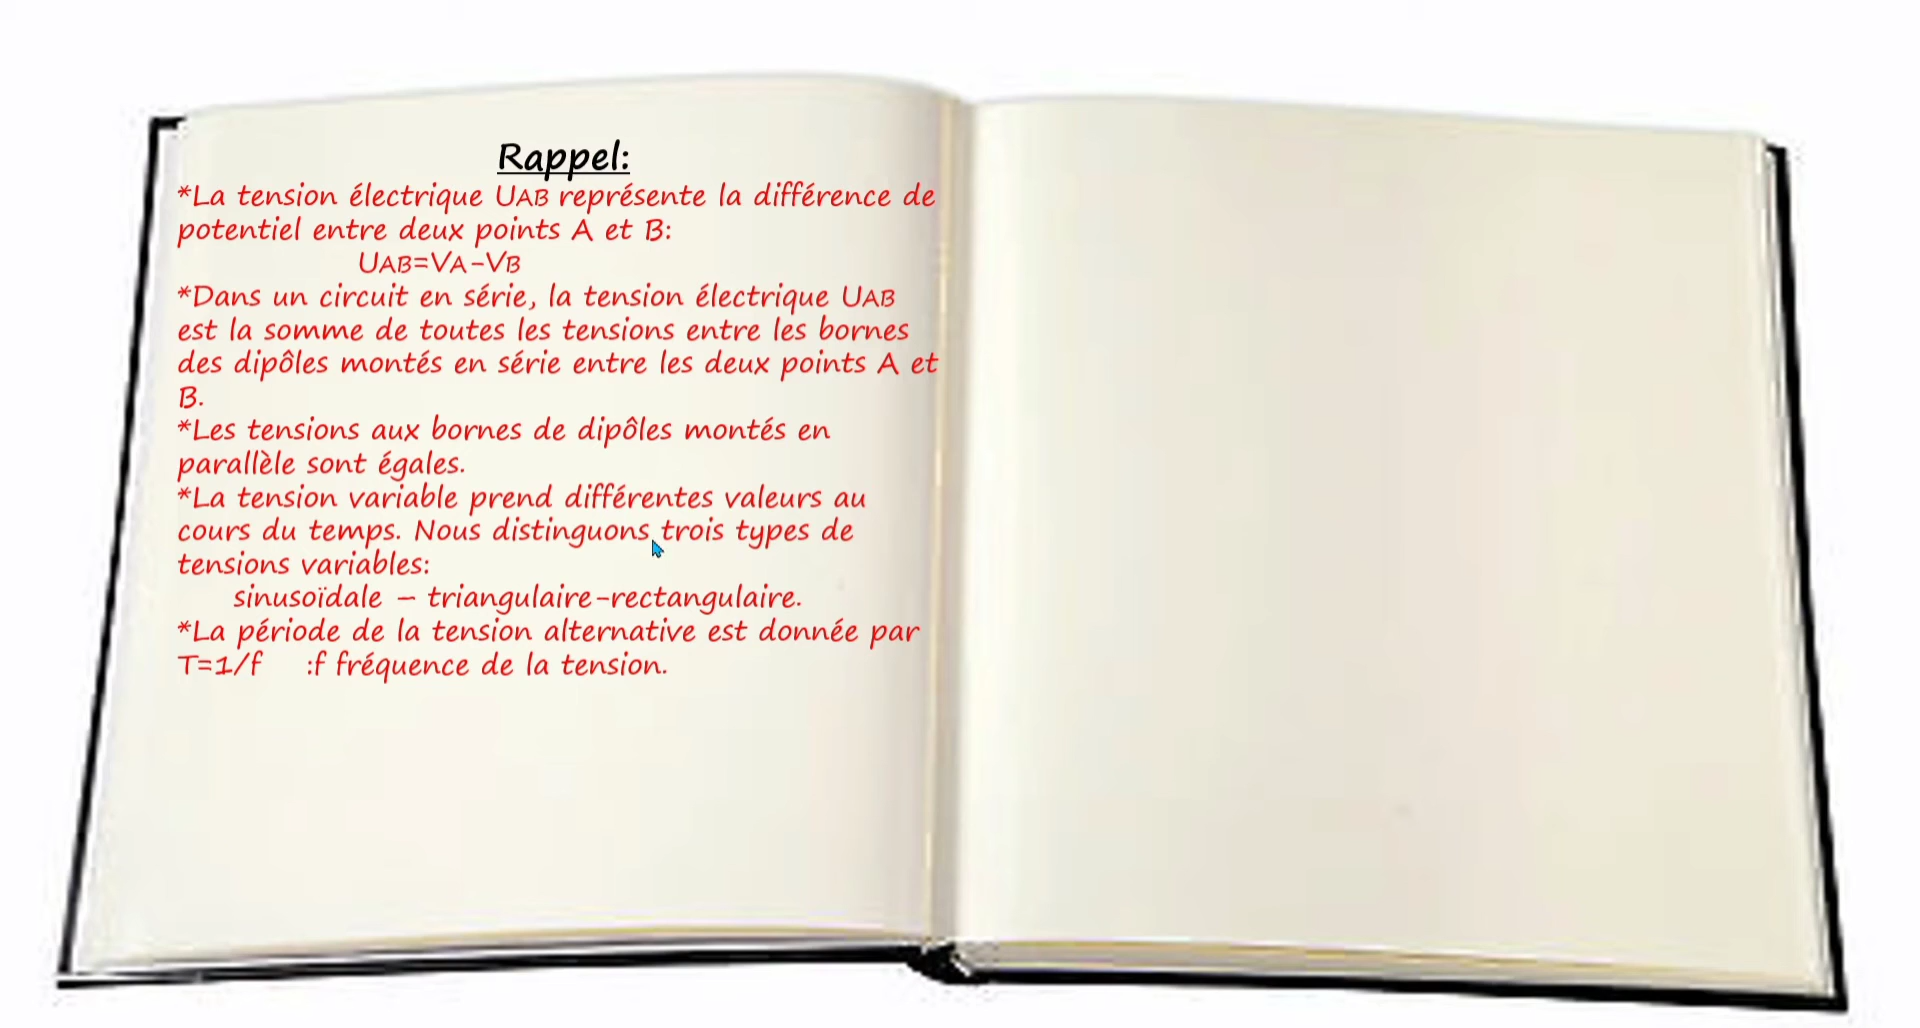 Rappel:
*La tension électrique UAB représente la différence de
potentiel entre deux points A et B:
UAB=VA-VB
*Dans un circuit en série, la tension électrique UAB
est la somme de toutes les tensions entre les bornes
des dipôles montés en série entre les deux points A et
B.
*Les tensions aux bornes de dipôles montés en
parallèle sont égales.
*La tension variable prend différentes valeurs au
cours du temps. Nous distinguons trois types de
tensions variables:
sinusoïdale – triangulaire-rectangulaire.
*La période de la tension alternative est donnée par
T=1/f :f fréquence de la tension.